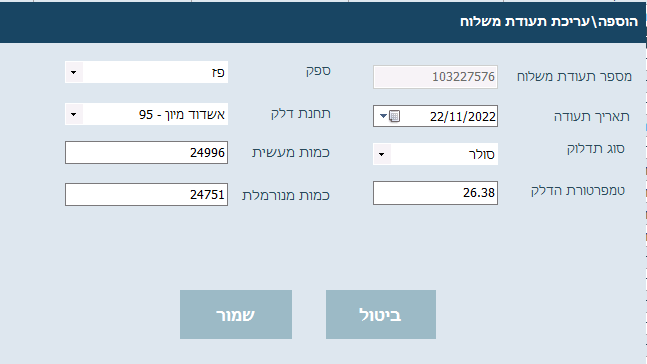 הוספה\עריכת תעודת משלוח
מספר תעודת משלוח 103227576 ספק פז
תאריך תעודה 22/11/2022 תחנת דלק אשדוד מיון - 95
סוג תדלוק סולר כמות מעשית 24996
טמפרטורת הדלק 26.38 כמות מנורמלת 24751
ביטול שמור